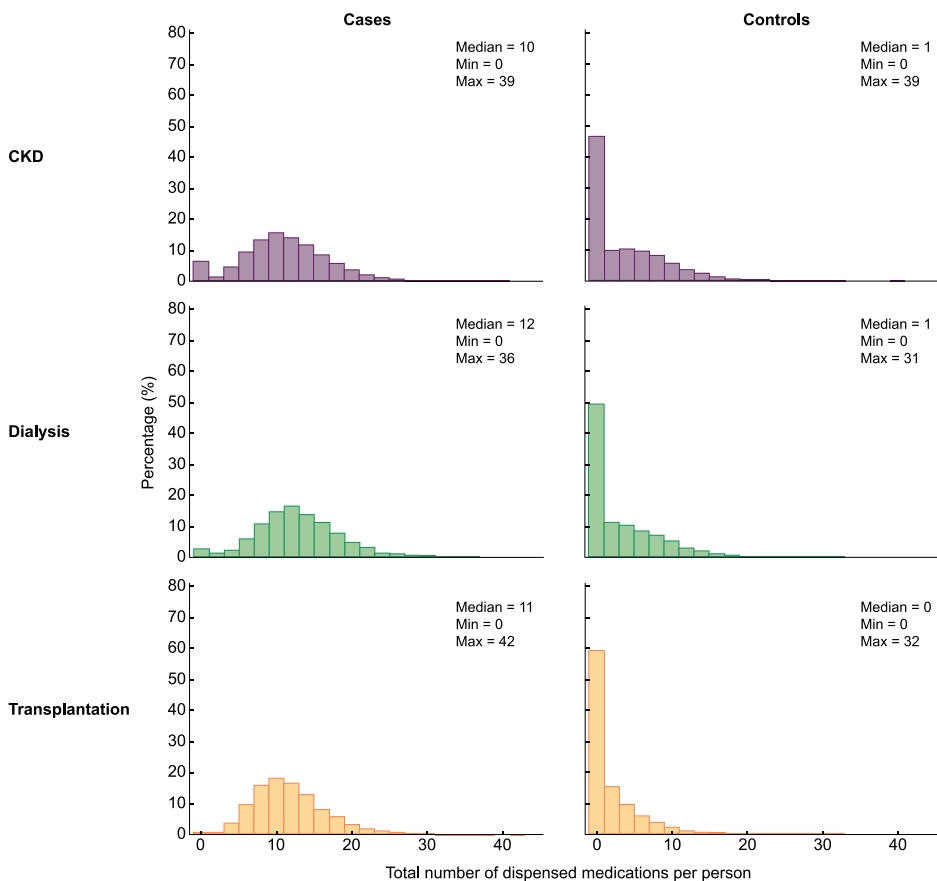 Cases
Controls
80
70
60
50
40
30
20
10
0
Median = 10
Min = 0
Max = 39
Median = 1
Min = 0
Max = 39
CKD
80
70
60
50
40
30
20
10
0
Median = 12
Min = 0
Max = 36
Median = 1
Min = 0
Max = 31
Dialysis
Percentage (%)
80
70
60
50
40
30
20
10
0
Median = 11
Min = 0
Max = 42
Median = 0
Min = 0
Max = 32
Transplantation
0 10 20 30 40
0 10 20 30 40
Total number of dispensed medications per person